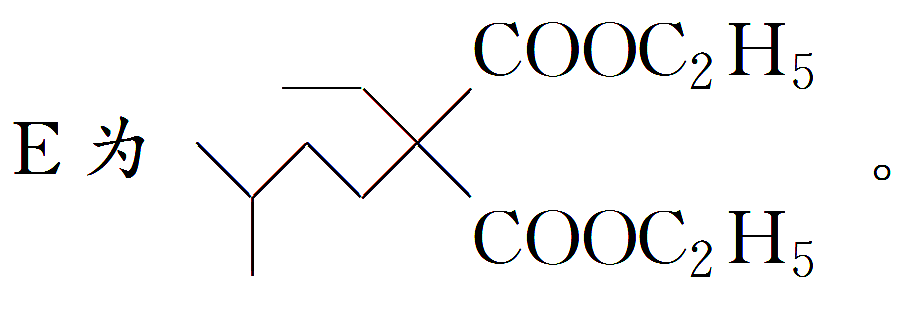 COOC₂H₅
E 为
。
COOC₂H₅